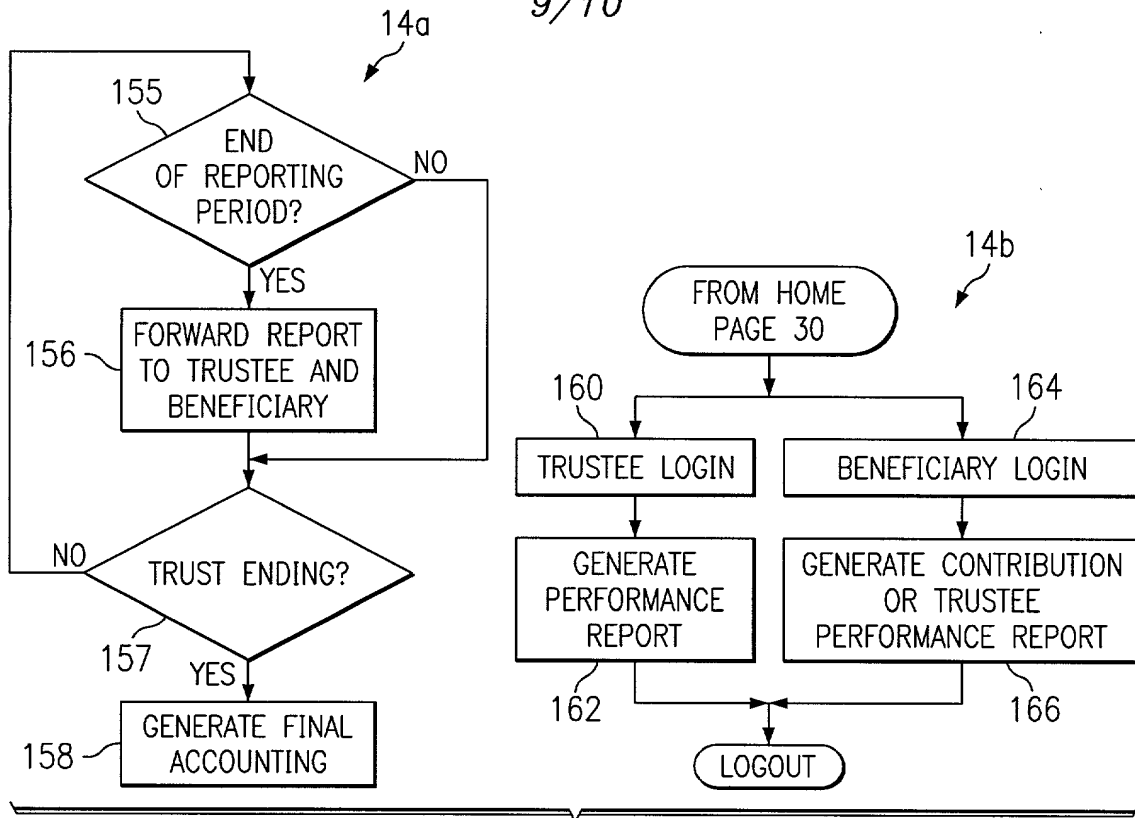 9/10
14a
155
END
OF REPORTING
PERIOD?
NO
YES
156
FORWARD REPORT
TO TRUSTEE AND
BENEFICIARY
NO
TRUST ENDING?
157
YES
158
GENERATE FINAL
ACCOUNTING
14b
FROM HOME
PAGE 30
160
TRUSTEE LOGIN
164
BENEFICIARY LOGIN
GENERATE
PERFORMANCE
REPORT
162
GENERATE CONTRIBUTION
OR TRUSTEE
PERFORMANCE REPORT
166
LOGOUT